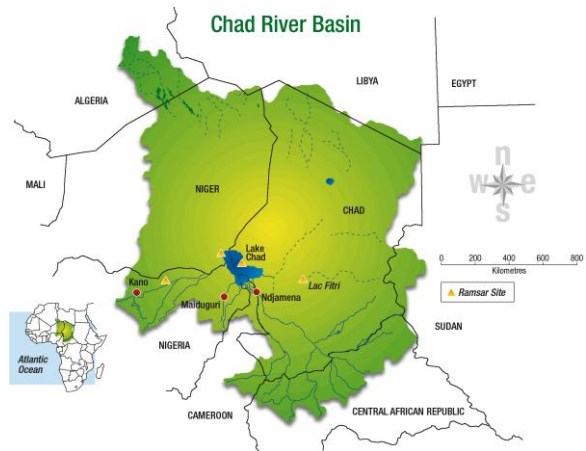 Chad River Basin
LIBYA
EGYPT
ALGERIA
MALI
NIGER
CHAD
n
w e
s
Lake
Chad
0 200 400 600 800
Kilometres
Kano
Lac Fitri
Ramsar Site
Maiduguri
Ndjamena
SUDAN
NIGERIA
Atlantic
Ocean
CAMEROON
CENTRAL AFRICAN REPUBLIC